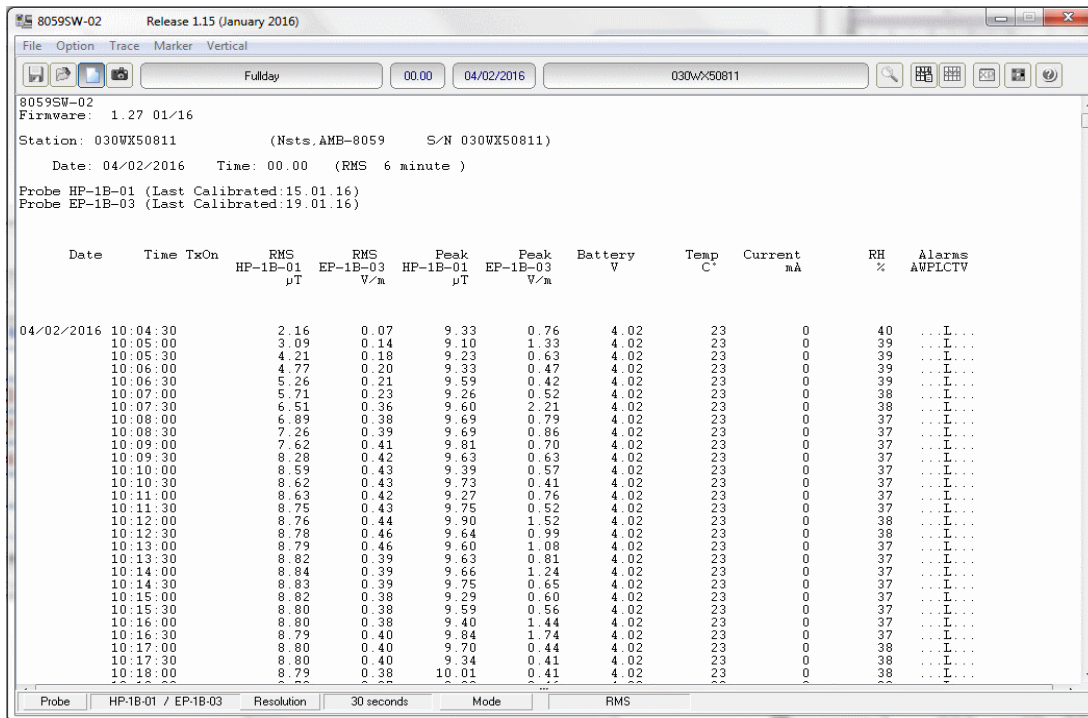 8059SW-02 Release 1.15 (January 2016)
File Option Trace Marker Vertical
Fullday 00.00 04/02/2016 030WX50811
8059SW-02
Firmware: 1.27 01/16
Station: 030WX50811 (Nsts,AMB-8059 S/N 030WX50811)
Date: 04/02/2016 Time: 00.00 (RMS 6 minute )
Probe HP-1B-01 (Last Calibrated:15.01.16)
Probe EP-1B-03 (Last Calibrated:19.01.16)
Date Time TxOn RMS RMS Peak Peak Battery Temp Current RH Alarms
HP-1B-01 EP-1B-03 HP-1B-01 EP-1B-03 V C° mA % AWPLCTV
µT V/m µT V/m
04/02/2016 10:04:30 2.16 0.07 9.33 0.76 4.02 23 0 40 ...L...
10:05:00 3.09 0.14 9.10 1.33 4.02 23 0 39 ...L...
10:05:30 4.21 0.18 9.23 0.63 4.02 23 0 39 ...L...
10:06:00 4.77 0.20 9.33 0.47 4.02 23 0 39 ...L...
10:06:30 5.26 0.21 9.59 0.42 4.02 23 0 39 ...L...
10:07:00 5.71 0.23 9.26 0.52 4.02 23 0 38 ...L...
10:07:30 6.51 0.36 9.60 2.21 4.02 23 0 38 ...L...
10:08:00 6.89 0.38 9.69 0.79 4.02 23 0 37 ...L...
10:08:30 7.26 0.39 9.69 0.86 4.02 23 0 37 ...L...
10:09:00 7.62 0.41 9.81 0.70 4.02 23 0 37 ...L...
10:09:30 8.28 0.42 9.63 0.63 4.02 23 0 37 ...L...
10:10:00 8.59 0.43 9.39 0.57 4.02 23 0 37 ...L...
10:10:30 8.62 0.43 9.73 0.41 4.02 23 0 37 ...L...
10:11:00 8.63 0.42 9.27 0.76 4.02 23 0 37 ...L...
10:11:30 8.75 0.43 9.75 0.52 4.02 23 0 37 ...L...
10:12:00 8.76 0.44 9.90 1.52 4.02 23 0 38 ...L...
10:12:30 8.78 0.46 9.64 0.99 4.02 23 0 38 ...L...
10:13:00 8.79 0.46 9.60 1.08 4.02 23 0 37 ...L...
10:13:30 8.82 0.39 9.63 0.81 4.02 23 0 37 ...L...
10:14:00 8.84 0.39 9.66 1.24 4.02 23 0 37 ...L...
10:14:30 8.83 0.39 9.75 0.65 4.02 23 0 37 ...L...
10:15:00 8.82 0.38 9.29 0.60 4.02 23 0 37 ...L...
10:15:30 8.80 0.38 9.59 0.56 4.02 23 0 37 ...L...
10:16:00 8.80 0.38 9.40 1.44 4.02 23 0 37 ...L...
10:16:30 8.79 0.40 9.84 1.74 4.02 23 0 37 ...L...
10:17:00 8.80 0.40 9.70 0.44 4.02 23 0 38 ...L...
10:17:30 8.80 0.40 9.34 0.41 4.02 23 0 38 ...L...
10:18:00 8.79 0.38 10.01 0.41 4.02 23 0 38 ...L...
Probe HP-1B-01 / EP-1B-03 Resolution 30 seconds Mode RMS